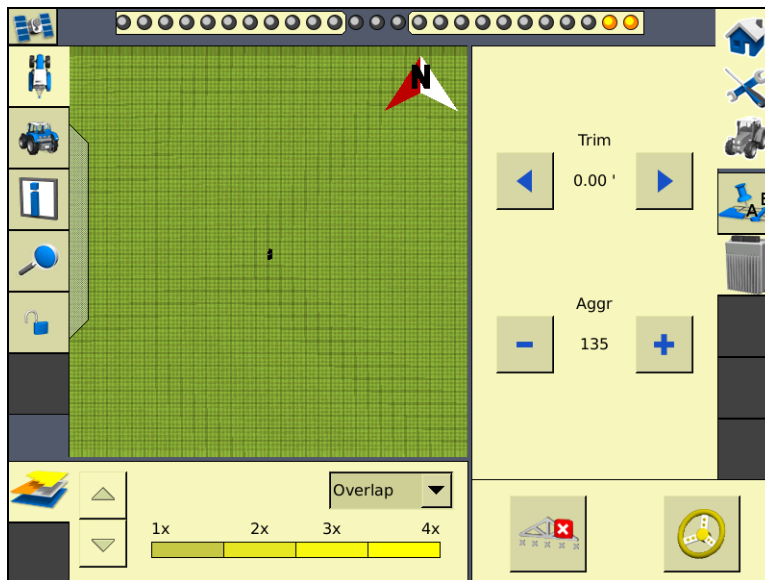 N
Trim
0.00 '
A
B
Aggr
135
Overlap
1x 2x 3x 4x